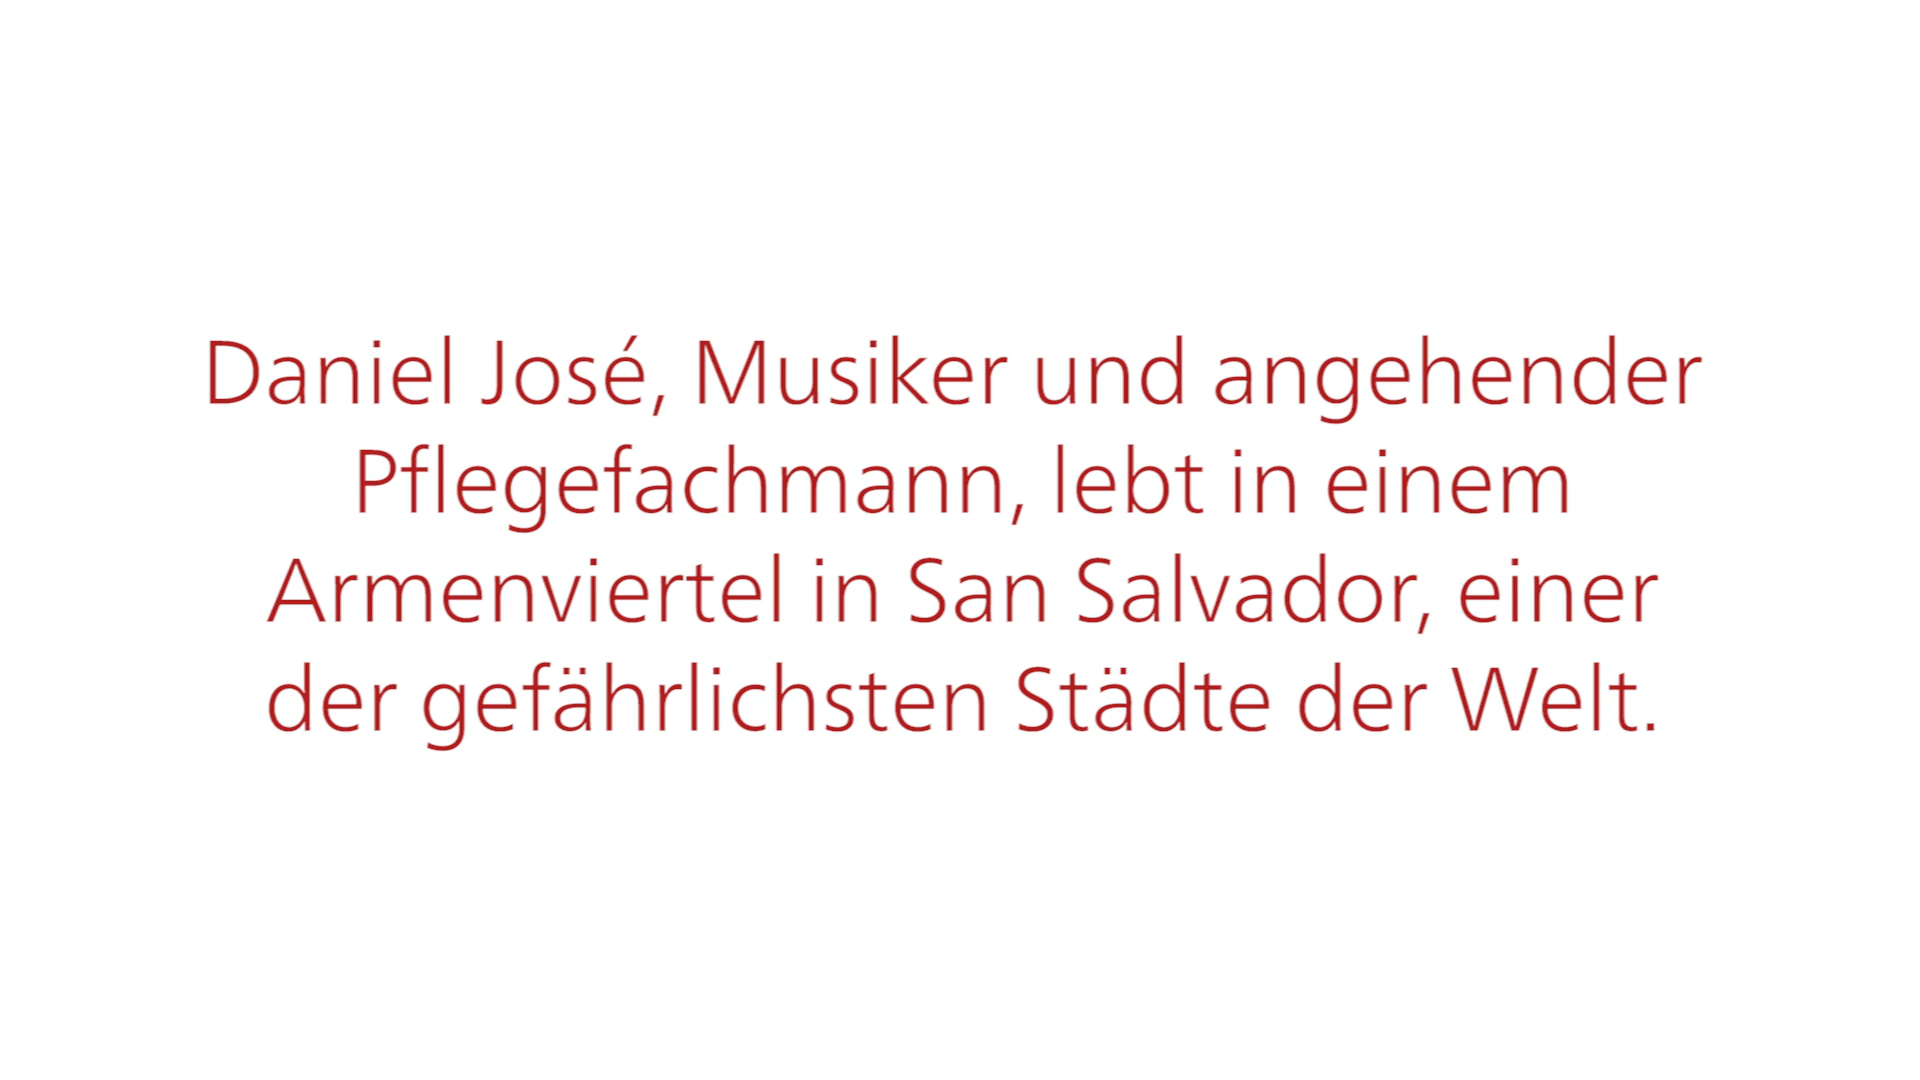 Daniel José, Musiker und angehender
Pflegefachmann, lebt in einem
Armenviertel in San Salvador, einer
der gefährlichsten Städte der Welt.